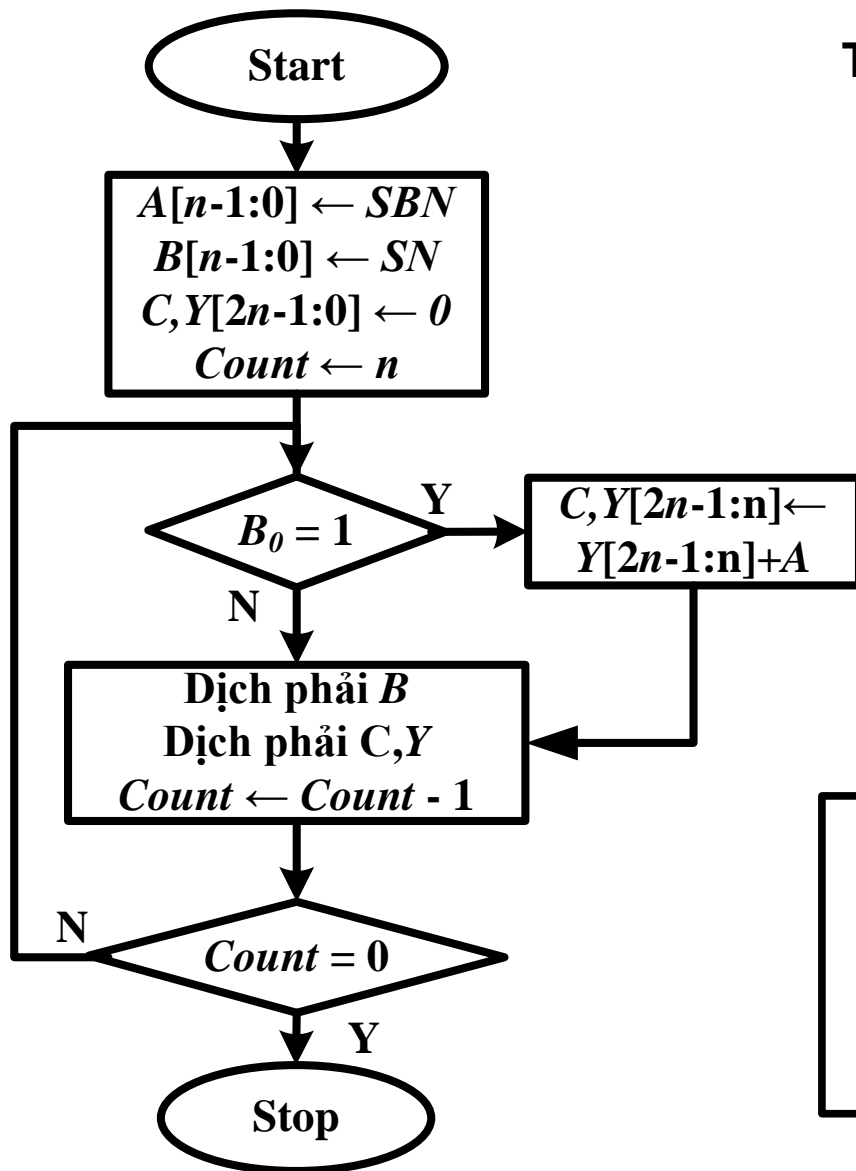 Start
T
A[n-1:0] ← SBN
B[n-1:0] ← SN
C,Y[2n-1:0] ← 0
Count ← n
B₀ = 1
Y
C,Y[2n-1:n]←
Y[2n-1:n]+A
N
Dịch phải B
Dịch phải C,Y
Count ← Count - 1
N
Count = 0
Y
Stop